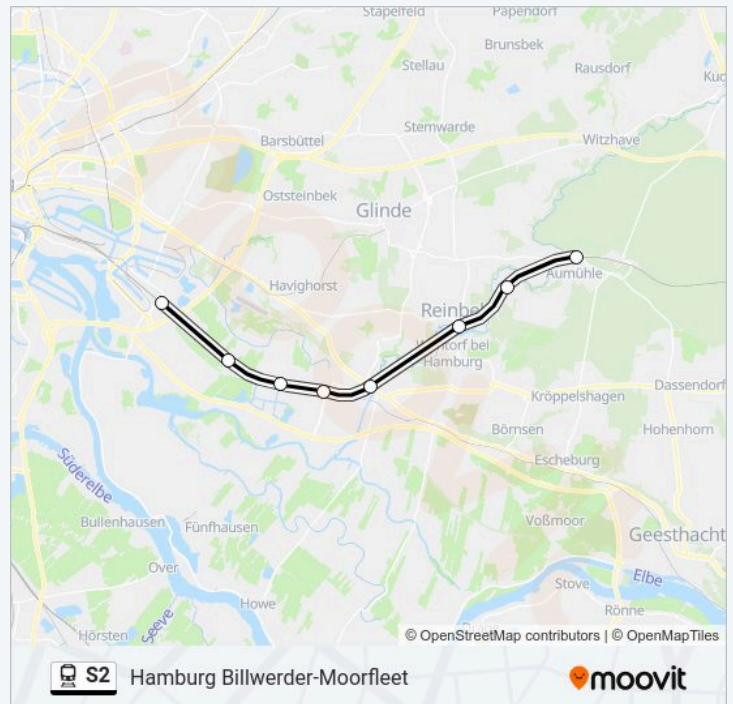 Stapelfeld
Papendorf
Brunsbek
Stellau
Rausdorf
Stemwarde
Barsbüttel
Witzhave
Oststeinbek
Glinde
Aumühle
Havighorst
Reinbek
Wentorf bei
Hamburg
Dassendorf
Kröppelshagen
Börnsen
Hohenhorn
Escheburg
Süderelbe
Voßmoor
Bullenhausen
Fünfhausen
Geesthacht
Over
Elbe
Stove
Howe
Rönne
Hörsten
Seeve
© OpenStreetMap contributors | © OpenMapTiles
S2 Hamburg Billwerder-Moorfleet
moovit